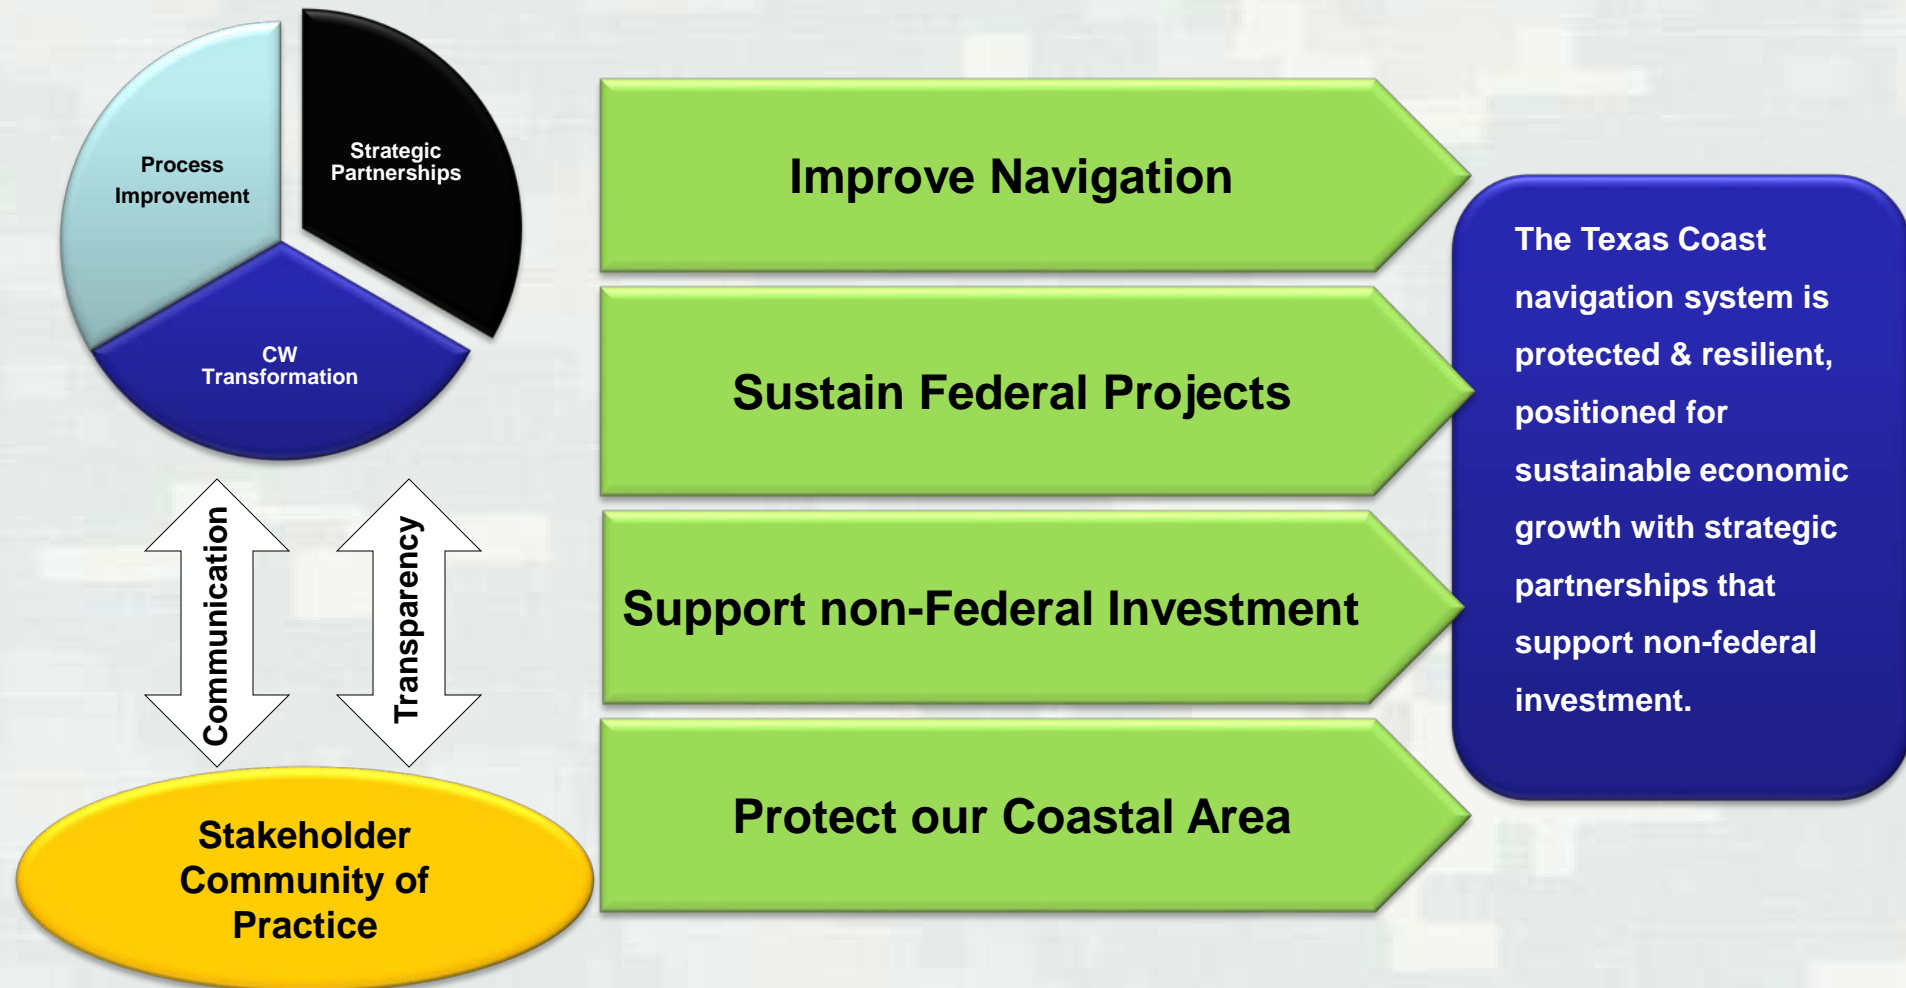 Process
Improvement
Strategic
Partnerships
CW
Transformation
Communication
Transparency
Stakeholder
Community of
Practice
Improve Navigation
Sustain Federal Projects
Support non-Federal Investment
Protect our Coastal Area
The Texas Coast
navigation system is
protected & resilient,
positioned for
sustainable economic
growth with strategic
partnerships that
support non-federal
investment.